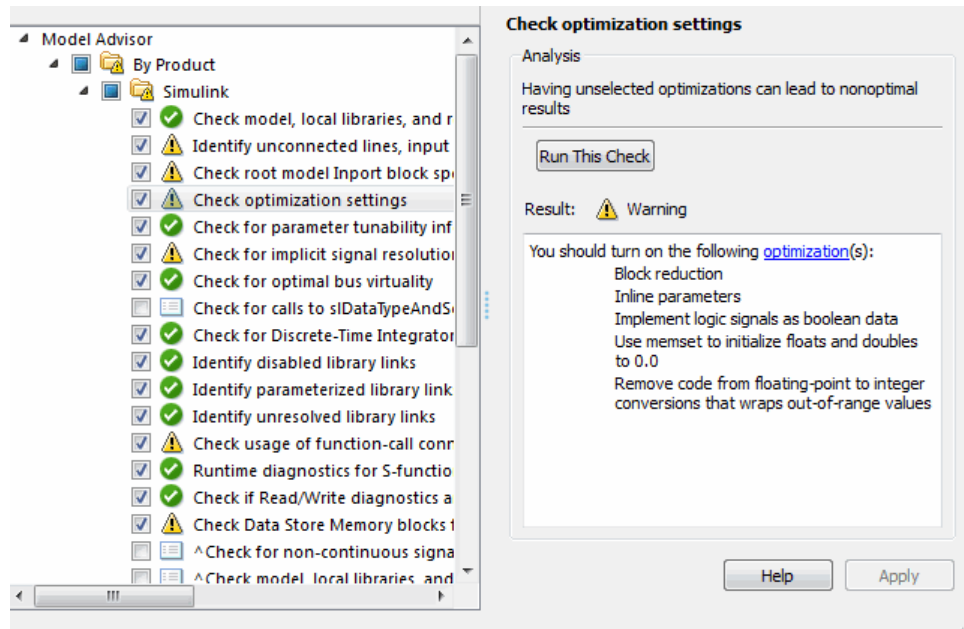 Model Advisor
By Product
Simulink
Check model, local libraries, and r
Identify unconnected lines, input
Check root model Inport block sp
Check optimization settings
Check for parameter tunability inf
Check for implicit signal resolution
Check for optimal bus virtuality
Check for calls to slDataTypeAndS
Check for Discrete-Time Integrator
Identify disabled library links
Identify parameterized library link
Identify unresolved library links
Check usage of function-call conn
Runtime diagnostics for S-functio
Check if Read/Write diagnostics a
Check Data Store Memory blocks f
^Check for non-continuous signa
^Check model, local libraries, and
Check optimization settings
Analysis
Having unselected optimizations can lead to nonoptimal
results
Run This Check
Result: Warning
You should turn on the following optimization(s):
Block reduction
Inline parameters
Implement logic signals as boolean data
Use memset to initialize floats and doubles
to 0.0
Remove code from floating-point to integer
conversions that wraps out-of-range values
Help
Apply